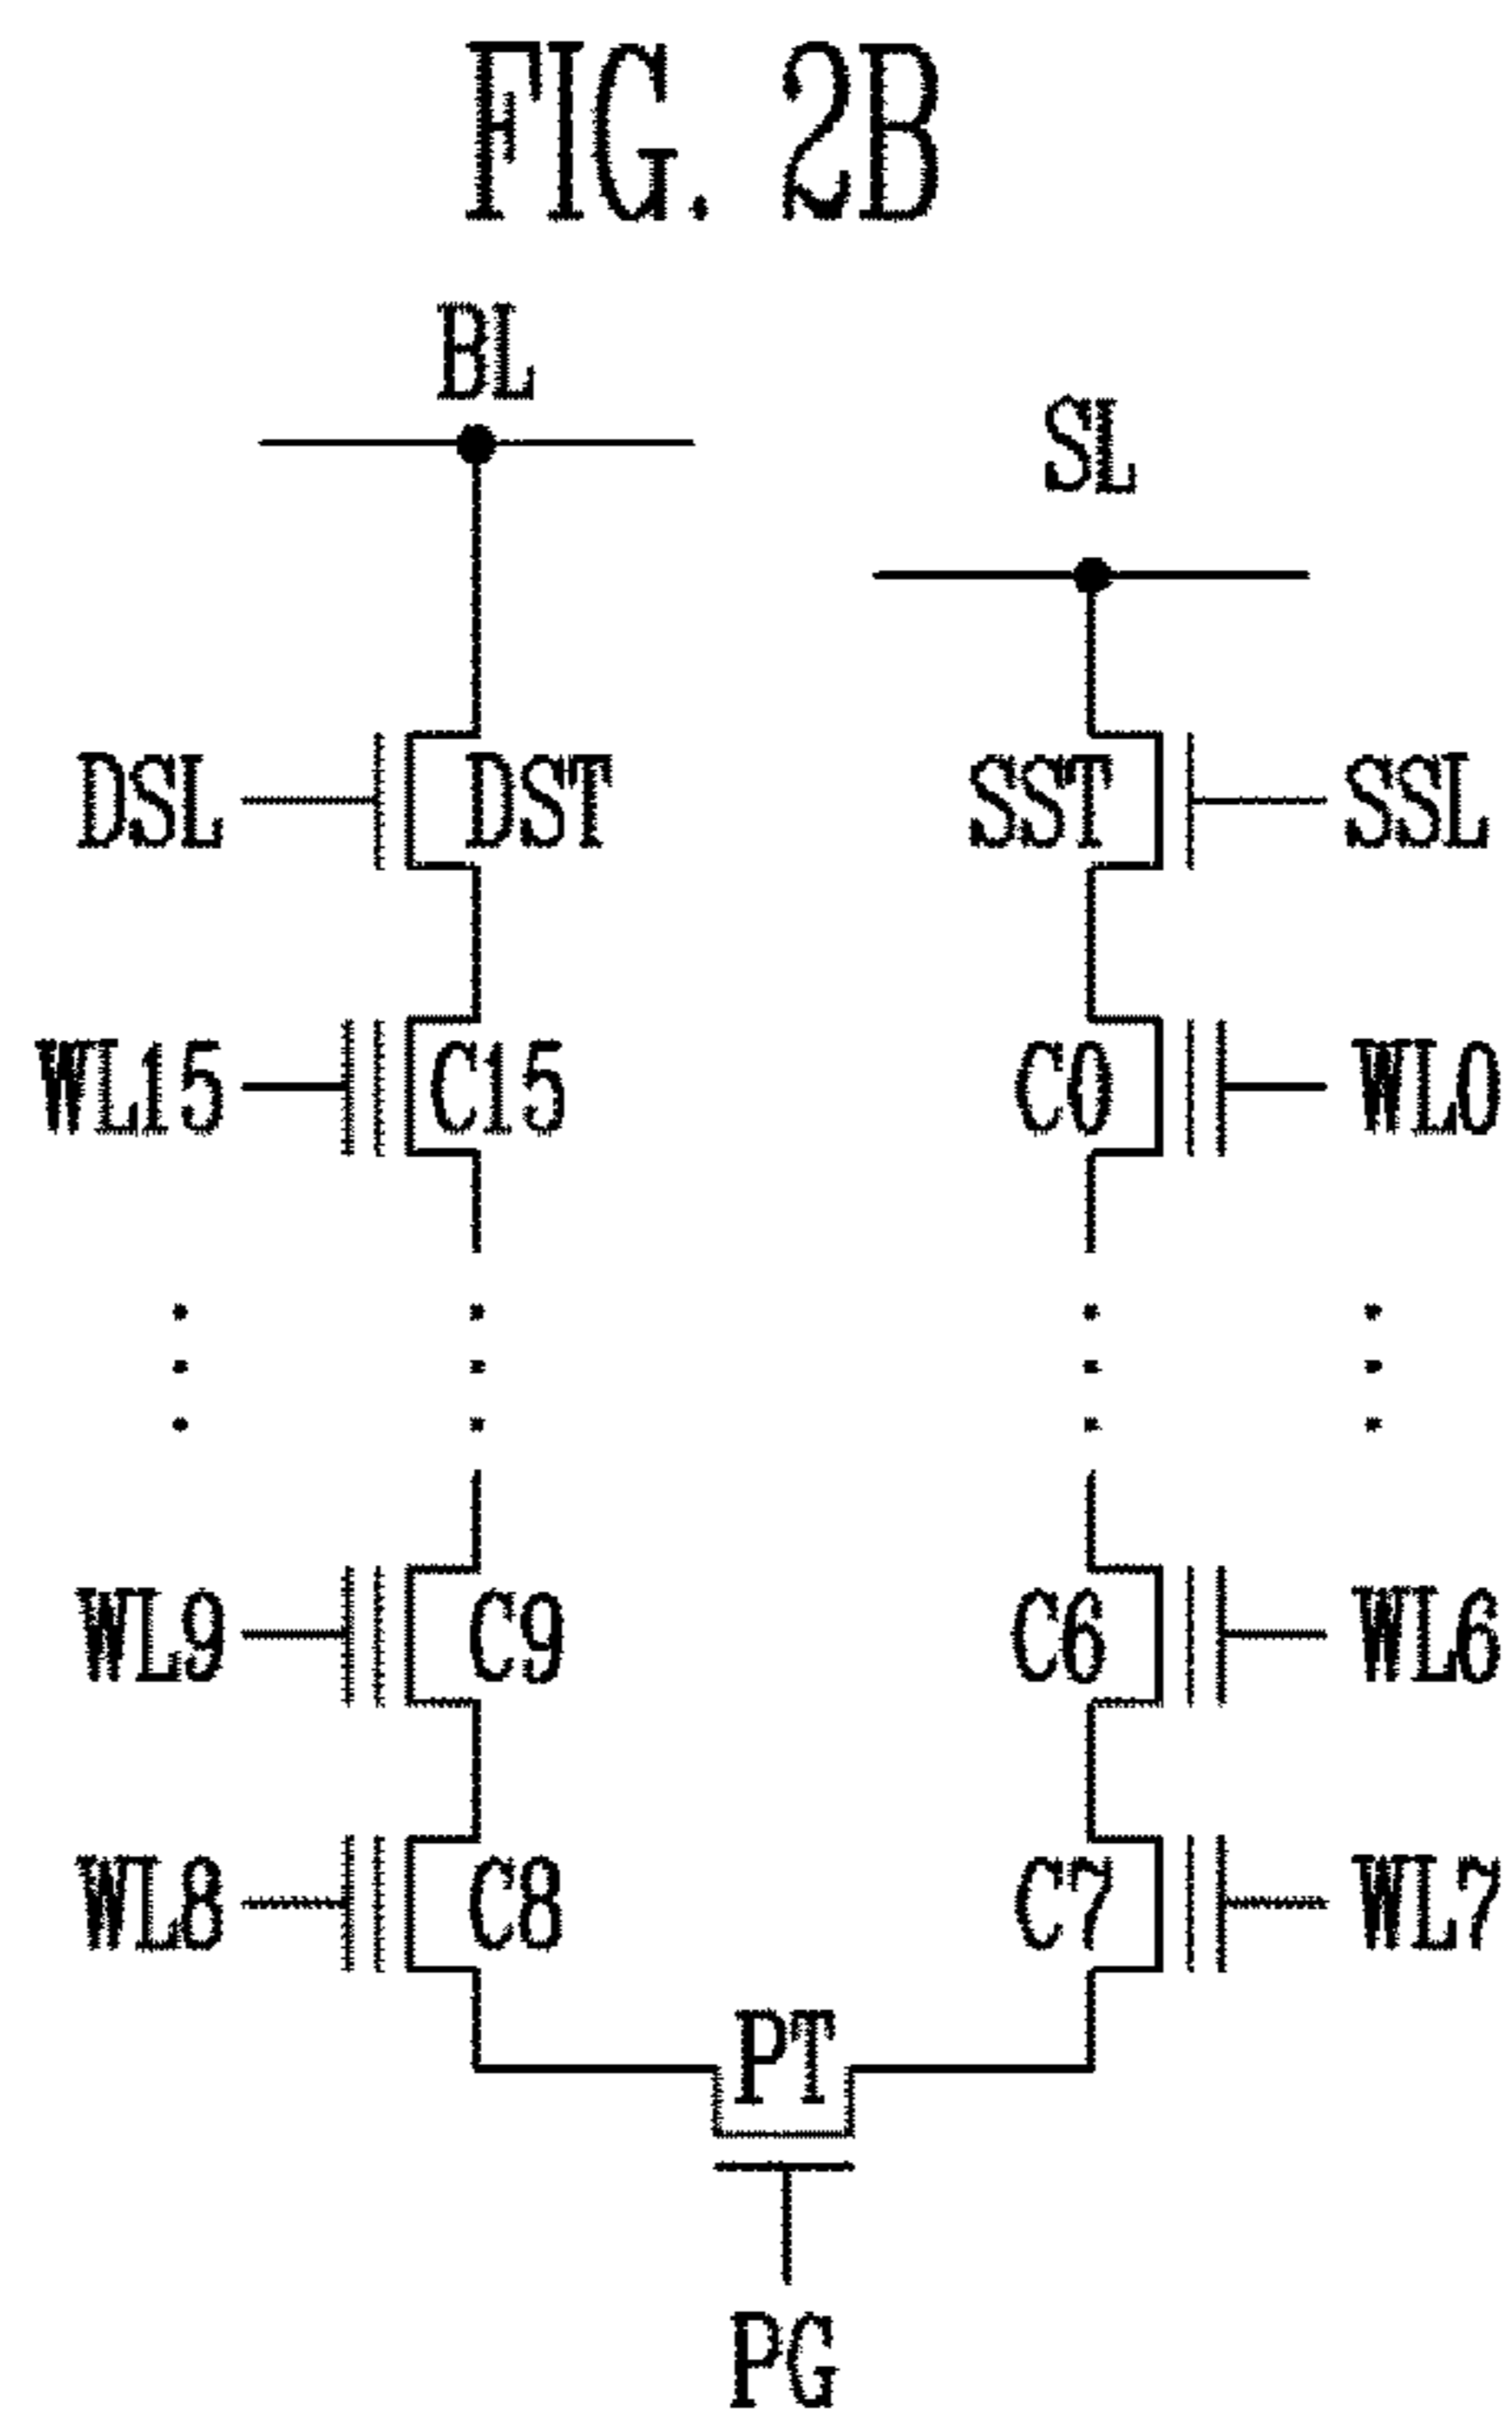 FIG. 2B
BL
SL
DSL DST SST SSL
WL15 C15 C0 WL0
WL9 C9 C6 WL6
WL8 C8 C7 WL7
PT
PG